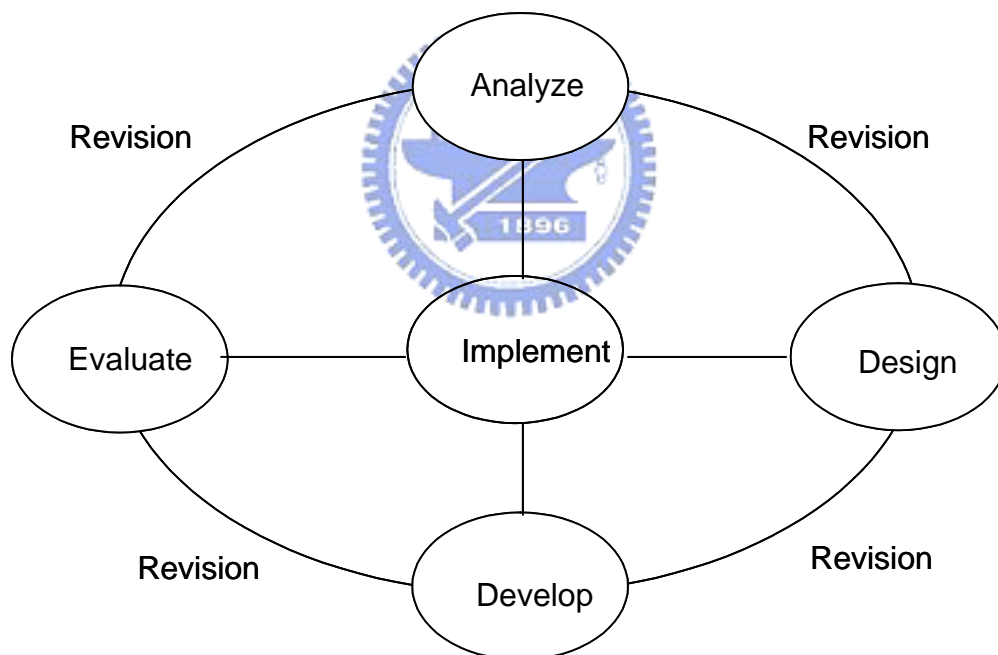 Analyze
Revision
Revision
1896
Evaluate
Implement
Design
Revision
Revision
Develop